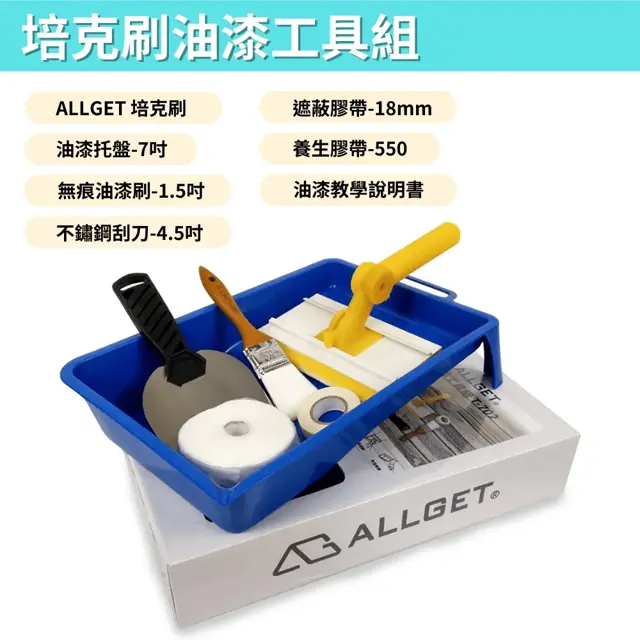 培克刷油漆工具組
ALLGET 培克刷
遮蔽膠帶-18mm
油漆托盤-7吋
養生膠帶-550
無痕油漆刷-1.5吋
油漆教學說明書
不鏽鋼刮刀-4.5吋
ALLGET®
ALLGET®